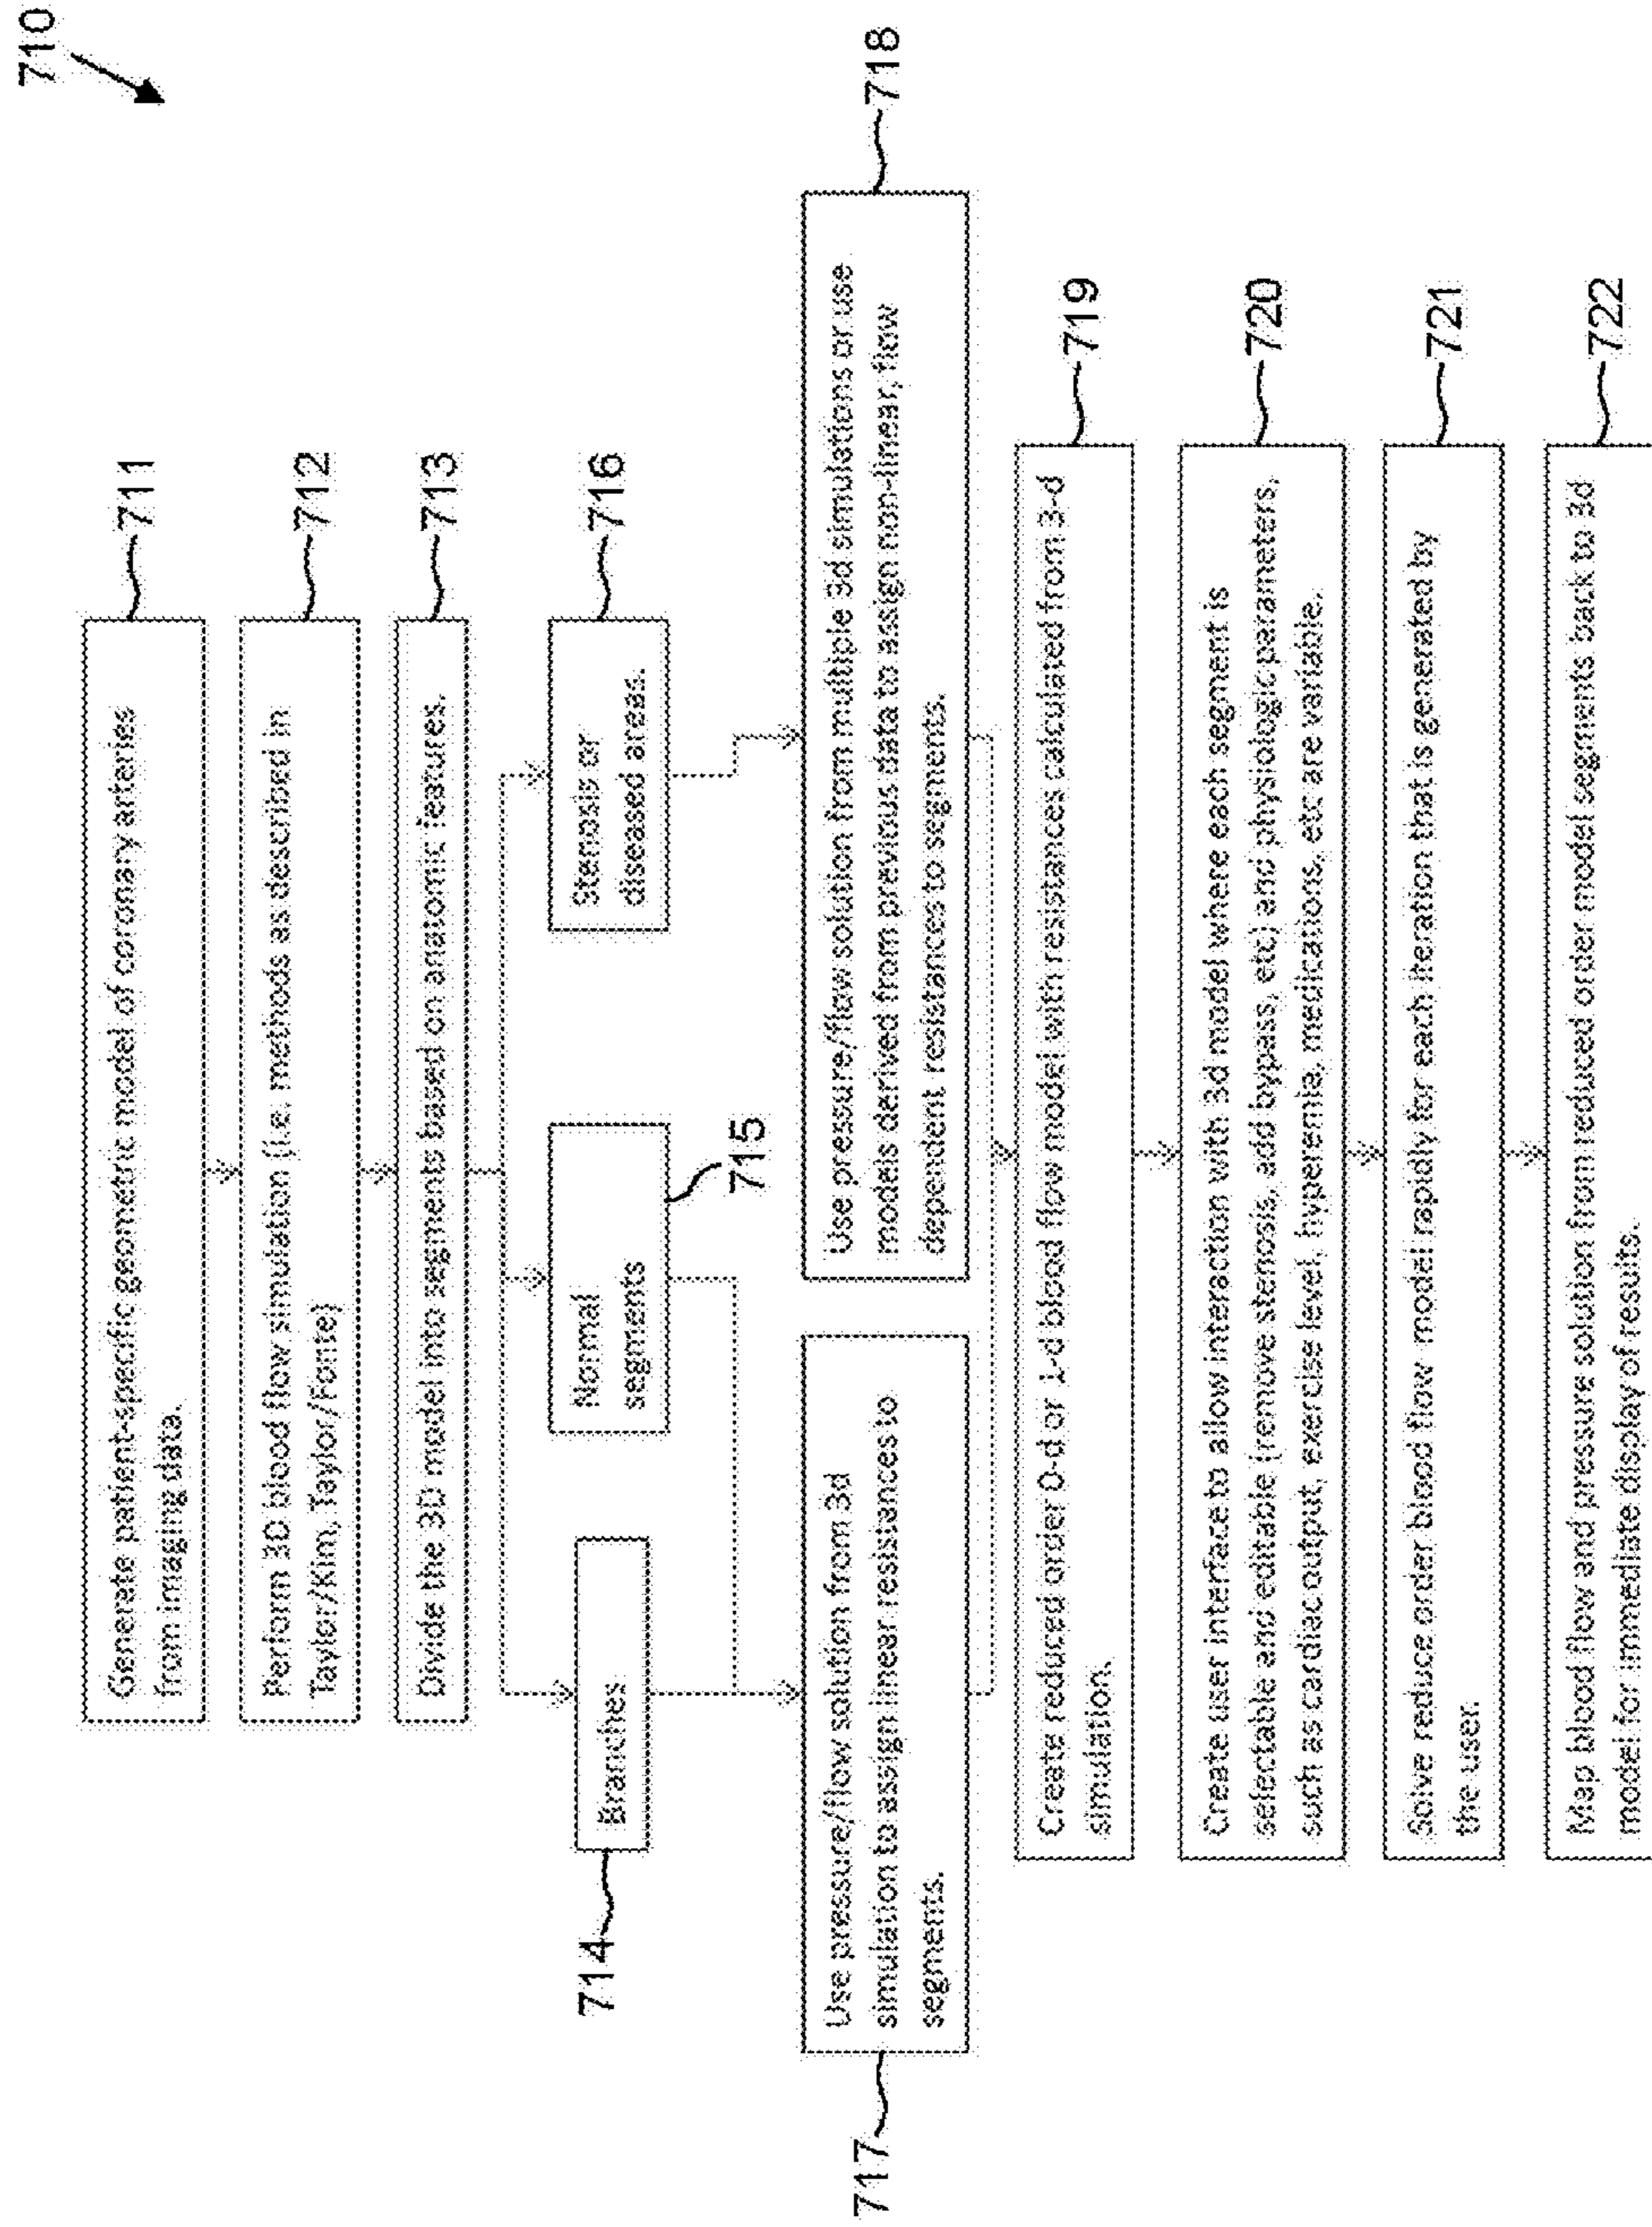 710
Generate patient-specific geometric model of coronary arteries
from imaging data.
711
Perform 3D blood flow simulation (i.e. methods as described in
Taylor/Kim, Taylor/Fonte)
712
Divide the 3D model into segments based on anatomic features.
713
714
Branches
Normal
segments
715
Stenosis or
diseased areas.
716
717
Use pressure/flow solution from 3d
simulation to assign linear resistances to
segments.
Use pressure/flow solution from multiple 3d simulations or use
models derived from previous data to assign non-linear, flow
dependent resistances to segments.
718
Create reduced order 0-d or 1-d blood flow model with resistances calculated from 3-d
simulation.
719
Create user interface to allow interaction with 3d model where each segment is
selectable and editable (remove stenosis, add bypass, etc) and physiologic parameters,
such as cardiac output, exercise level, hyperemia, medications, etc are variable.
720
Solve reduce order blood flow model rapidly for each iteration that is generated by
the user.
721
Map blood flow and pressure solution from reduced order model segments back to 3d
model for immediate display of results.
722